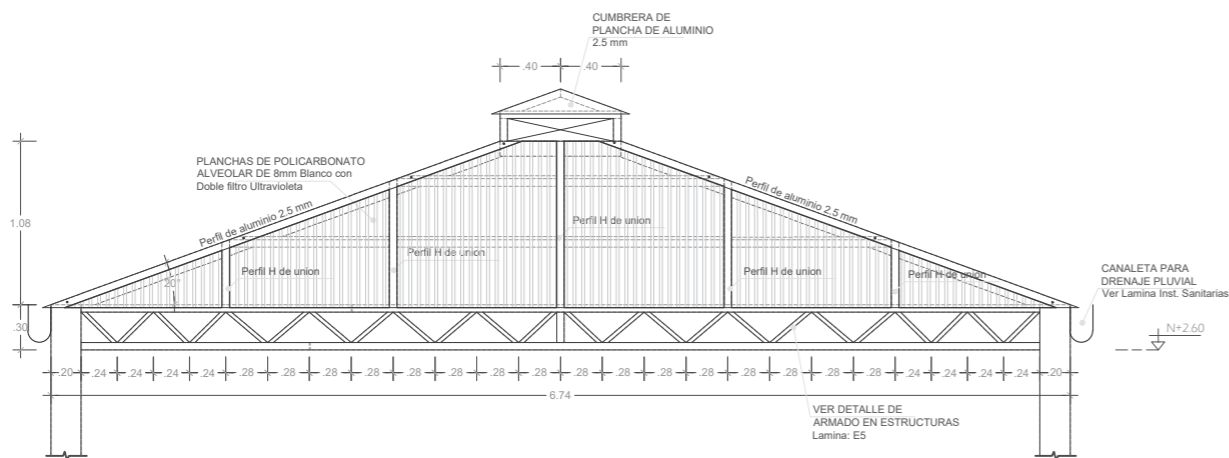 CUMBRERA DE
PLANCHA DE ALUMINIO
2.5 mm
.40 .40
PLANCHAS DE POLICARBONATO
ALVEOLAR DE 8mm Blanco con
Doble filtro Ultravioleta
Perfil de aluminio 2.5 mm
Perfil de aluminio 2.5 mm
1.08
Perfil H de union
Perfil H de union
Perfil H de union
Perfil H de union
Perfil H de union
Perfil H de union
20°
CANALETA PARA
DRENAJE PLUVIAL
Ver Lamina Inst. Sanitarias
.30
N+2.60
.20 .24 .24 .24 .24 .28 .28 .28 .28 .28 .28 .28 .28 .28 .28 .28 .28 .28 .28 .28 .28 .24 .24 .24 .24 .20
6.74
VER DETALLE DE
ARMADO EN ESTRUCTURAS
Lamina: E5